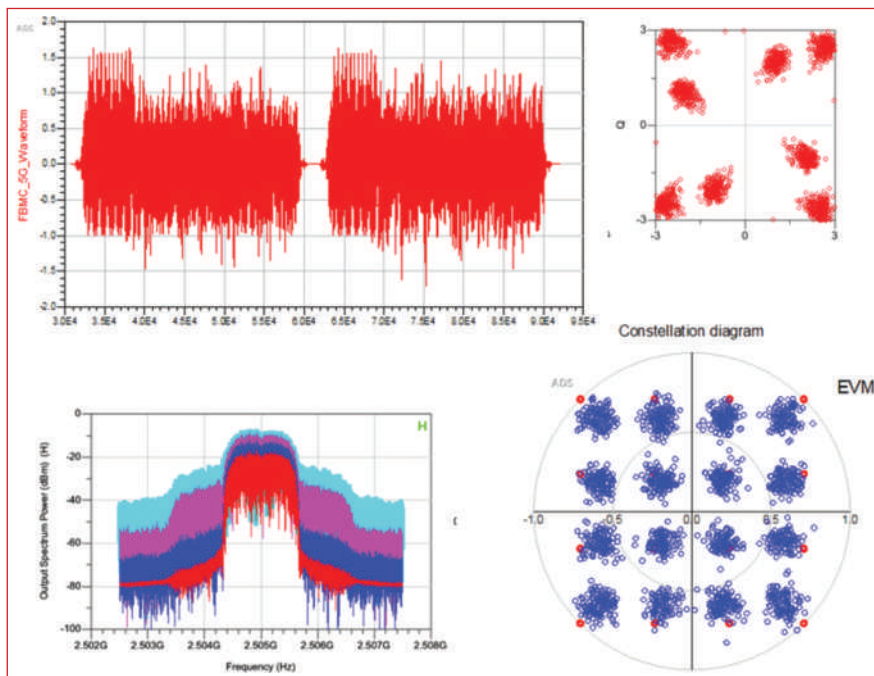 ADS
FBMC_5G_Waveform
2.0
1.5
1.0
0.5
0.0
-0.5
-1.0
-1.5
-2.0
3.0E4 3.5E4 4.0E4 4.5E4 5.0E4 5.5E4 6.0E4 6.5E4 7.0E4 7.5E4 8.0E4 8.5E4 9.0E4 9.5E4
Q
3
0
-3
-3 0 3
Output Spectrum Power (dBm) (H)
H
0
-20
-40
-60
-80
-100
2.502G 2.503G 2.504G 2.505G 2.506G 2.507G 2.508G
Frequency (Hz)
Constellation diagram
ADS
EVM
-1.0 -0.5 0.0 0.5 1.0